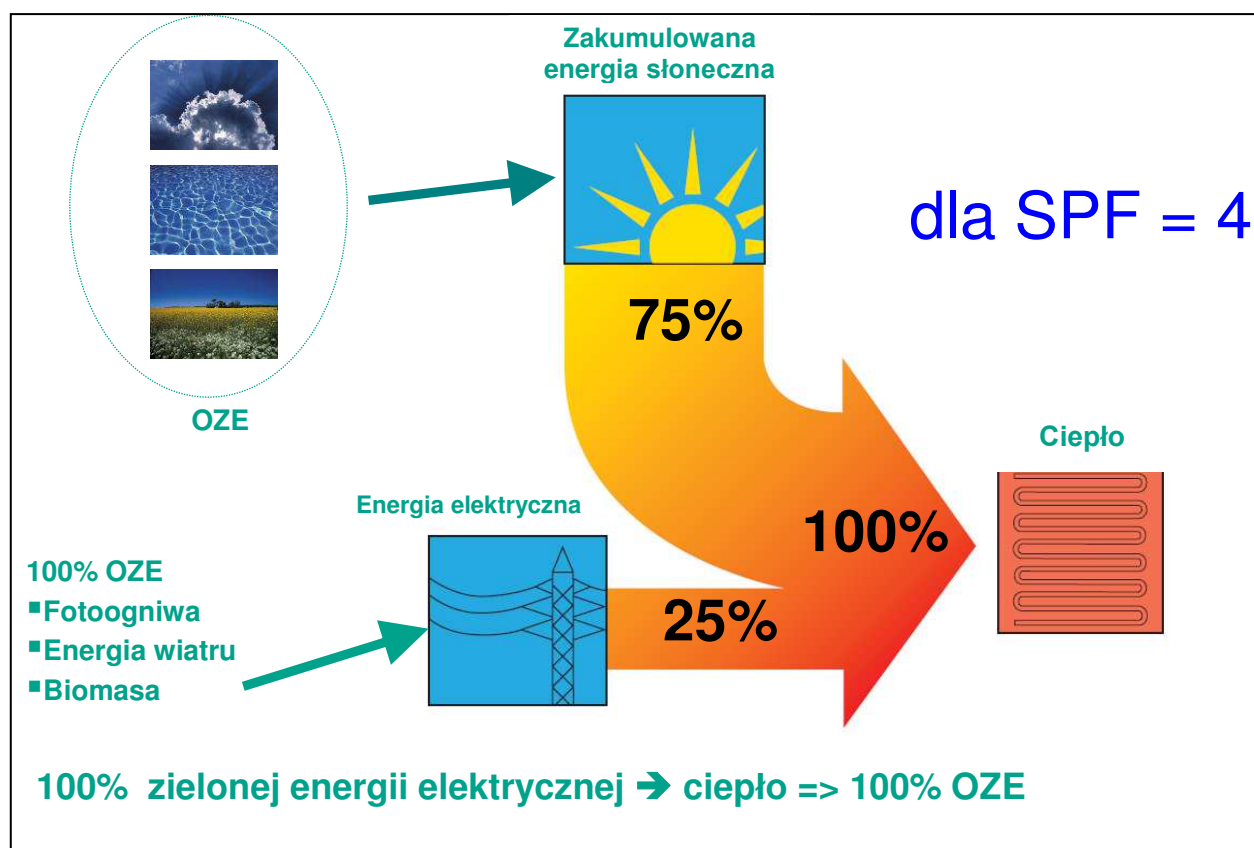 Zakumulowana
energia słoneczna
dla SPF = 4
75%
OZE
Ciepło
Energia elektryczna
100%
100% OZE
▪Fotoogniwa
▪Energia wiatru
▪Biomasa
25%
100% zielonej energii elektrycznej ➔ ciepło => 100% OZE